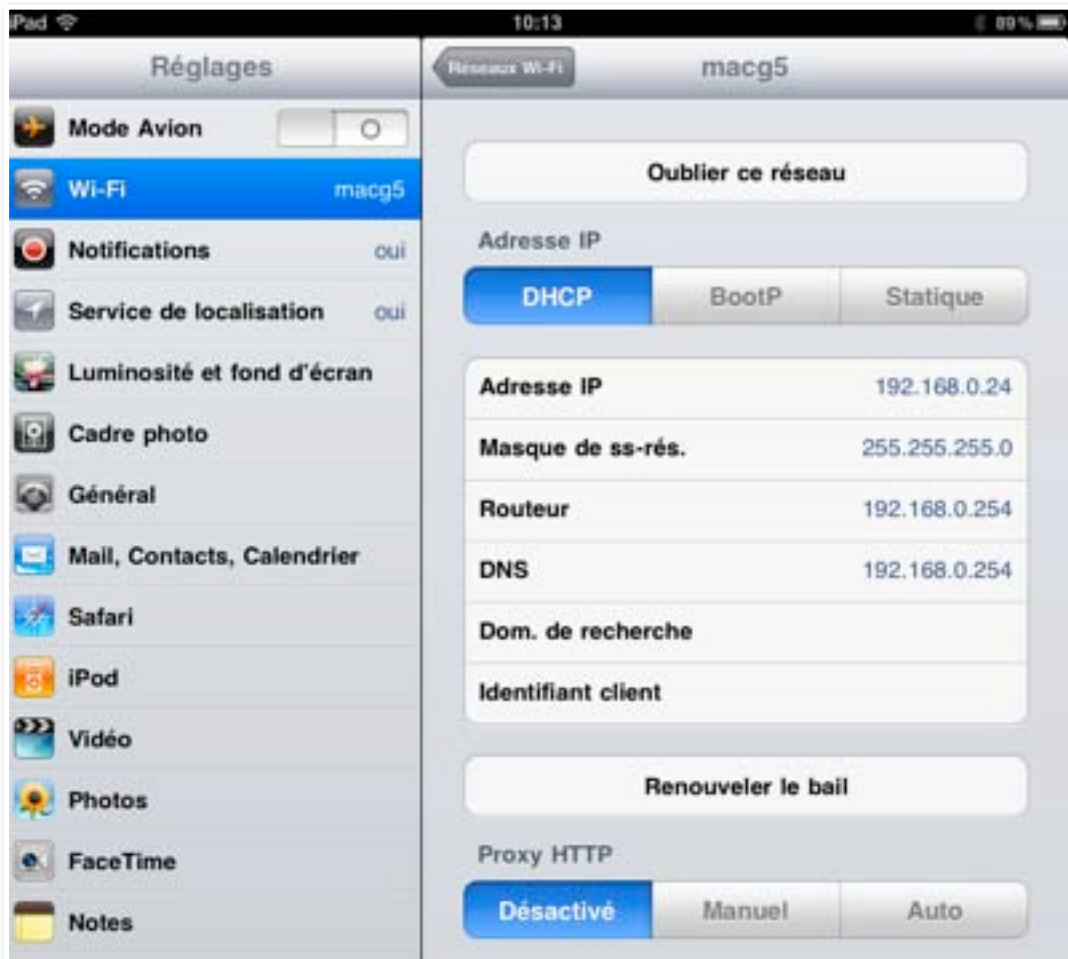 iPad 10:13 89 %
Réglages
Mode Avion O
Wi-Fi macg5
Notifications oui
Service de localisation oui
Luminosité et fond d'écran
Cadre photo
Général
Mail, Contacts, Calendrier
Safari
iPod
Vidéo
Photos
FaceTime
Notes
Réseaux Wi-Fi macg5
Oublier ce réseau
Adresse IP
DHCP BootP Statique
Adresse IP 192.168.0.24
Masque de ss-rés. 255.255.255.0
Routeur 192.168.0.254
DNS 192.168.0.254
Dom. de recherche
Identifiant client
Renouveler le bail
Proxy HTTP
Désactivé Manuel Auto